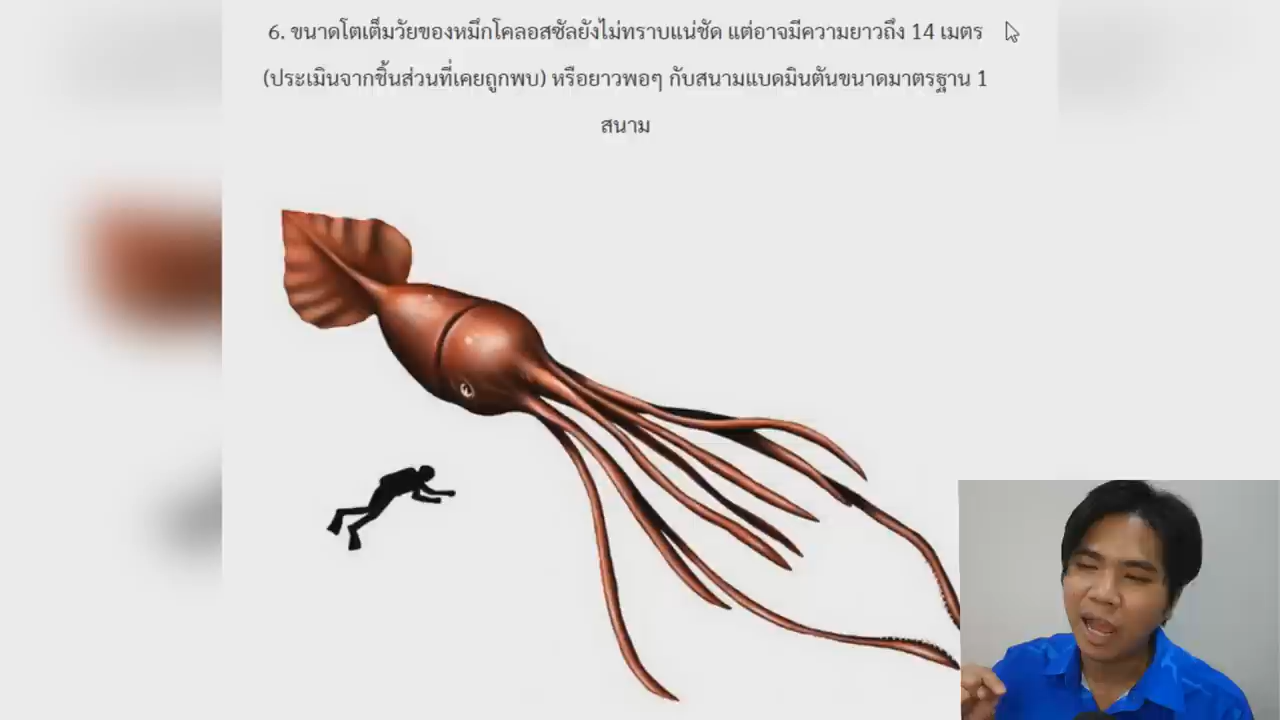 6. ขนาดโตเต็มวัยของหมึกโคลอสซัลยังไม่ทราบแน่ชัด แต่อาจมีความยาวถึง 14 เมตร
(ประเมินจากชิ้นส่วนที่เคยถูกพบ) หรือยาวพอๆ กับสนามแบดมินตันขนาดมาตรฐาน 1
สนาม